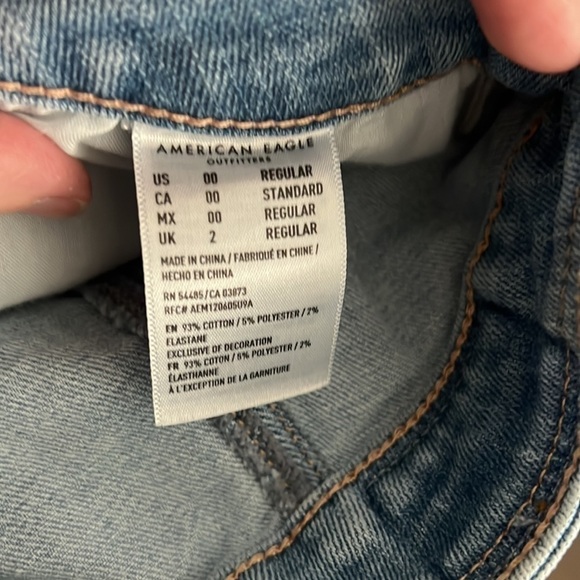 AMERICAN EAGLE
OUTFITTERS
US 00 REGULAR
CA 00 STANDARD
MX 00 REGULAR
UK 2 REGULAR
MADE IN CHINA / FABRIQUÉ EN CHINE /
HECHO EN CHINA
RN 54485/CA 03873
RFC# AEM120605U9A
EN 93% COTTON / 5% POLYESTER / 2%
ELASTANE
EXCLUSIVE OF DECORATION
FR 93% COTON / 5% POLYESTER / 2%
ÉLASTHANNE
À L'EXCEPTION DE LA GARNITURE